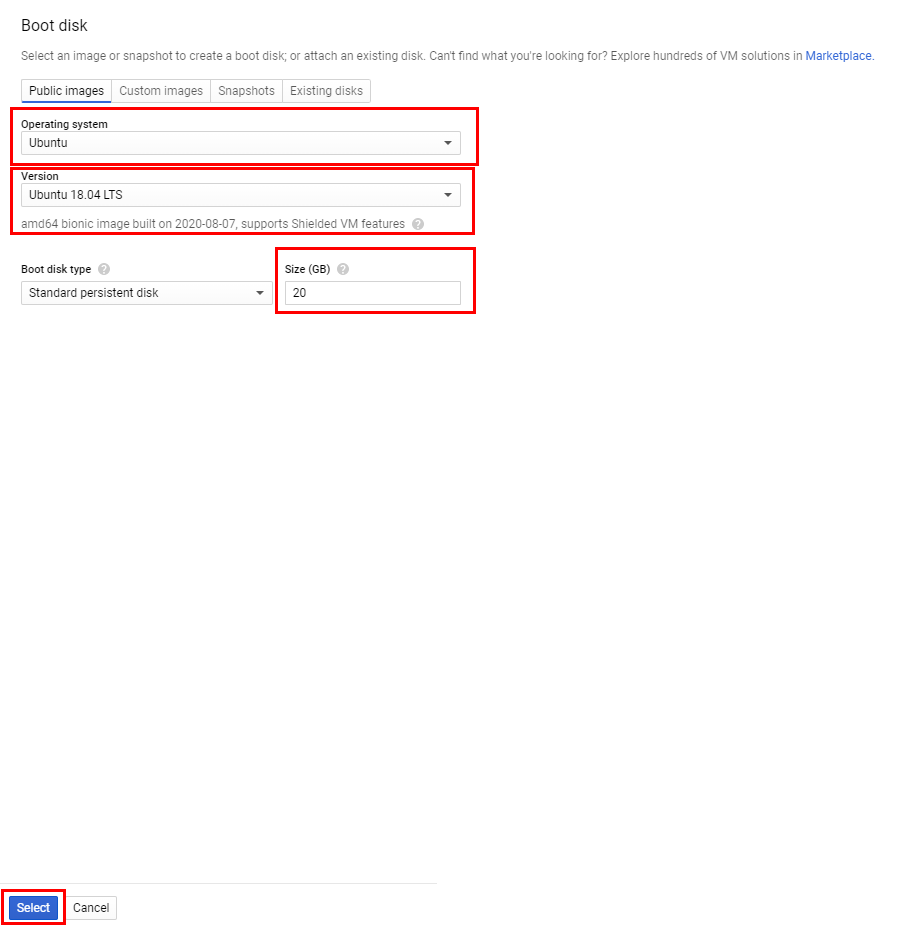 Boot disk
Select an image or snapshot to create a boot disk; or attach an existing disk. Can't find what you're looking for? Explore hundreds of VM solutions in Marketplace.
Public images Custom images Snapshots Existing disks
Operating system
Ubuntu
Version
Ubuntu 18.04 LTS
amd64 bionic image built on 2020-08-07, supports Shielded VM features ?
Boot disk type ? Size (GB) ?
Standard persistent disk 20
Select Cancel